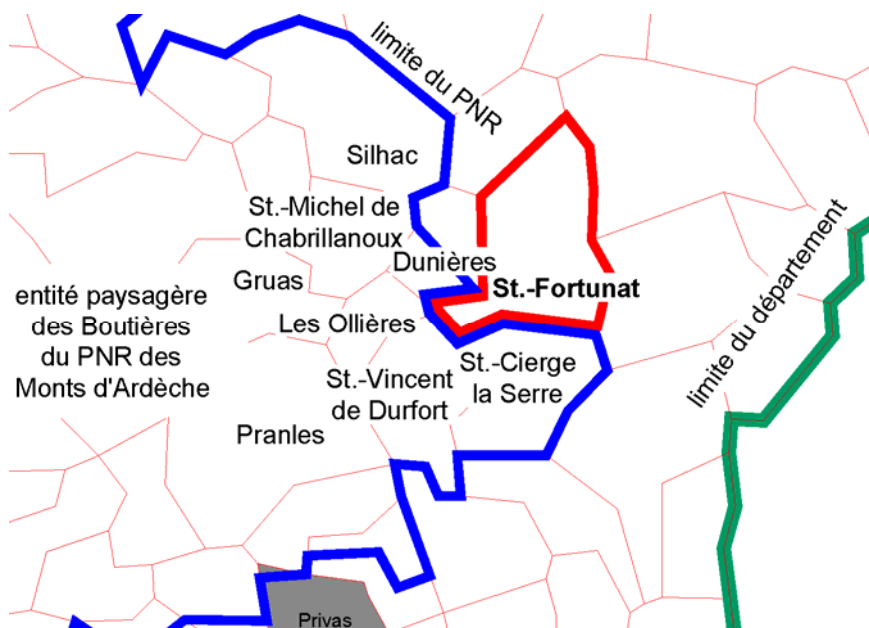 limite du PNR
Silhac
St.-Michel de
Chabrillanoux
Dunières
Gruas
St.-Fortunat
entité paysagère
des Boutières
du PNR des
Monts d'Ardèche
Les Ollières
limite du département
St.-Cierge
la Serre
St.-Vincent
de Durfort
Pranles
Privas